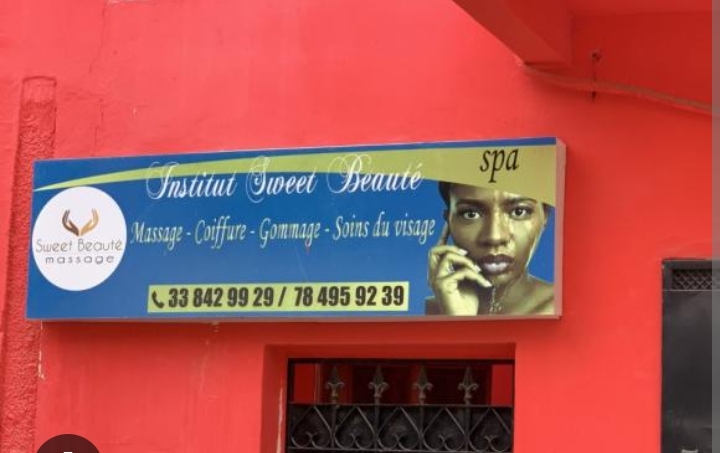 Institut Sweet Beauté
spa
Massage - Coiffure - Gommage - Soins du visage
Sweet Beauté
massage
33 842 99 29 / 78 495 92 39